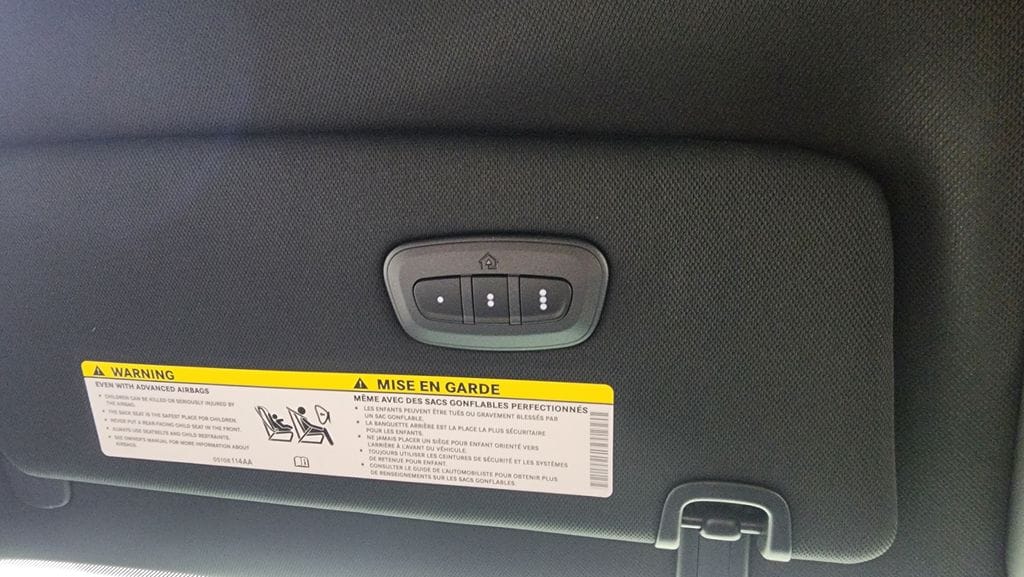 WARNING
EVEN WITH ADVANCED AIRBAGS
• CHILDREN CAN BE KILLED OR SERIOUSLY INJURED BY
THE AIRBAG.
• THE BACK SEAT IS THE SAFEST PLACE FOR CHILDREN.
• NEVER PUT A REAR-FACING CHILD SEAT IN THE FRONT.
• ALWAYS USE SEATBELTS AND CHILD RESTRAINTS.
• SEE OWNER'S MANUAL FOR MORE INFORMATION ABOUT
AIRBAGS.
MISE EN GARDE
MÊME AVEC DES SACS GONFLABLES PERFECTIONNÉS
• LES ENFANTS PEUVENT ÊTRE TUÉS OU GRAVEMENT BLESSÉS PAR
UN SAC GONFLABLE.
• LA BANQUETTE ARRIÈRE EST LA PLACE LA PLUS SÉCURITAIRE
POUR LES ENFANTS.
• NE JAMAIS PLACER UN SIÈGE POUR ENFANT ORIENTÉ VERS
L'ARRIÈRE À L'AVANT DU VÉHICULE.
• TOUJOURS UTILISER LES CEINTURES DE SÉCURITÉ ET LES SYSTÈMES
DE RETENUE POUR ENFANT.
• CONSULTER LE GUIDE DE L'AUTOMOBILISTE POUR OBTENIR PLUS
DE RENSEIGNEMENTS SUR LES SACS GONFLABLES.